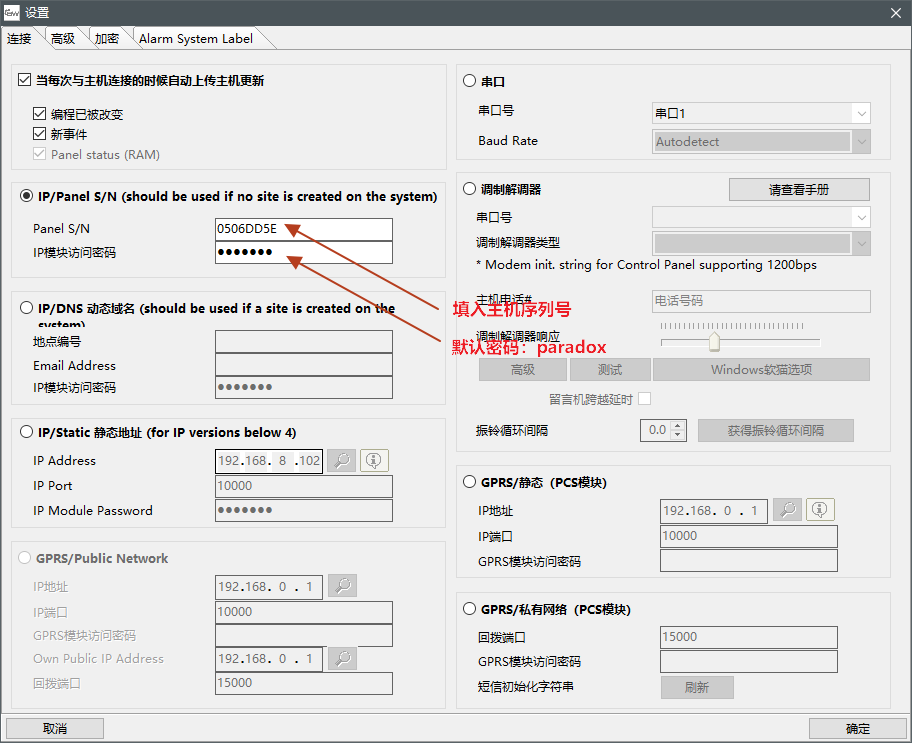 设置
连接 高级 加密 Alarm System Label
当每次与主机连接的时候自动上传主机更新
编程已被改变
新事件
Panel status (RAM)
IP/Panel S/N (should be used if no site is created on the system)
Panel S/N 0506DD5E
IP模块访问密码 ●●●●●●●
IP/DNS 动态域名 (should be used if a site is created on the
system)
地点编号
Email Address
IP模块访问密码 ●●●●●●●
IP/Static 静态地址 (for IP versions below 4)
IP Address 192.168. 8 .102
IP Port 10000
IP Module Password ●●●●●●●
GPRS/Public Network
IP地址 192.168. 0 . 1
IP端口 10000
GPRS模块访问密码
Own Public IP Address 192.168. 0 . 1
回拨端口 15000
串口
串口号 串口1
Baud Rate Autodetect
调制解调器 请查看手册
串口号
调制解调器类型
* Modem init. string for Control Panel supporting 1200bps
主机电话# 电话号码
填入主机序列号
调制解调器响应
默认密码：paradox
高级 测试 Windows软猫选项
留言机跨越延时
振铃循环间隔 0.0 获得振铃循环间隔
GPRS/静态（PCS模块）
IP地址 192.168. 0 . 1
IP端口 10000
GPRS模块访问密码
GPRS/私有网络（PCS模块）
回拨端口 15000
GPRS模块访问密码
短信初始化字符串 刷新
取消 确定